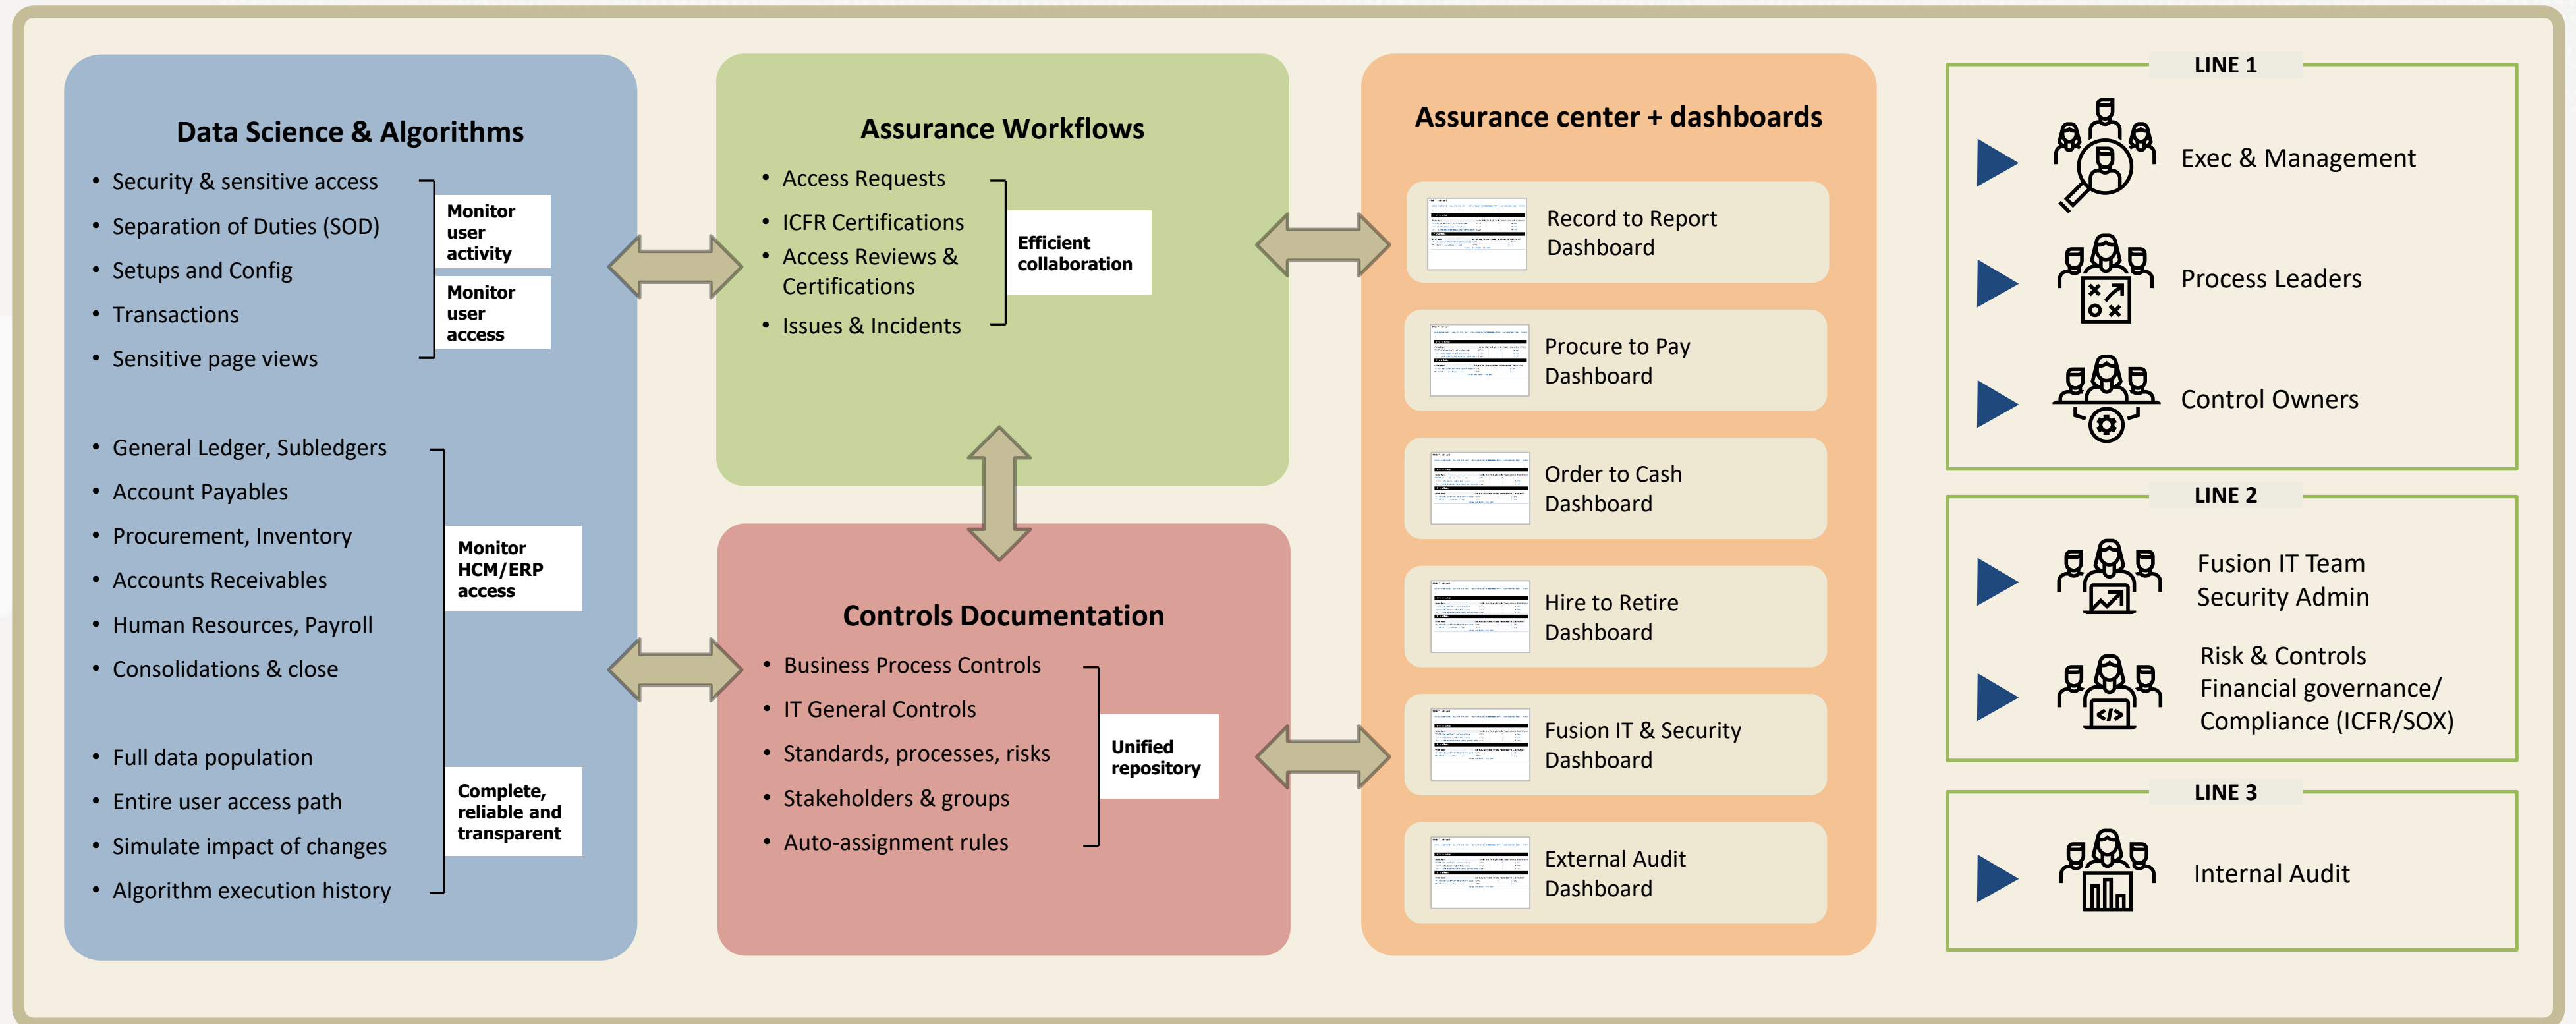 Data Science & Algorithms
• Security & sensitive access
• Separation of Duties (SOD)
• Setups and Config
• Transactions
• Sensitive page views
Monitor
user
activity
Monitor
user
access
• General Ledger, Subledgers
• Account Payables
• Procurement, Inventory
• Accounts Receivables
• Human Resources, Payroll
• Consolidations & close
Monitor
HCM/ERP
access
• Full data population
• Entire user access path
• Simulate impact of changes
• Algorithm execution history
Complete,
reliable and
transparent
Assurance Workflows
• Access Requests
• ICFR Certifications
• Access Reviews &
Certifications
• Issues & Incidents
Efficient
collaboration
Controls Documentation
• Business Process Controls
• IT General Controls
• Standards, processes, risks
• Stakeholders & groups
• Auto-assignment rules
Unified
repository
Assurance center + dashboards
Record to Report
Dashboard
Procure to Pay
Dashboard
Order to Cash
Dashboard
Hire to Retire
Dashboard
Fusion IT & Security
Dashboard
External Audit
Dashboard
LINE 1
Exec & Management
Process Leaders
Control Owners
LINE 2
Fusion IT Team
Security Admin
Risk & Controls
Financial governance/
Compliance (ICFR/SOX)
LINE 3
Internal Audit